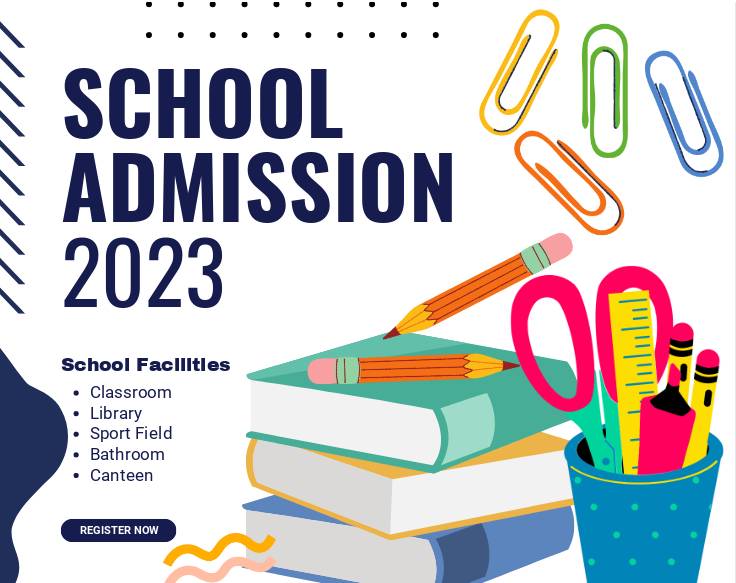 SCHOOL
ADMISSION
2023
School Facilities
• Classroom
• Library
• Sport Field
• Bathroom
• Canteen
REGISTER NOW